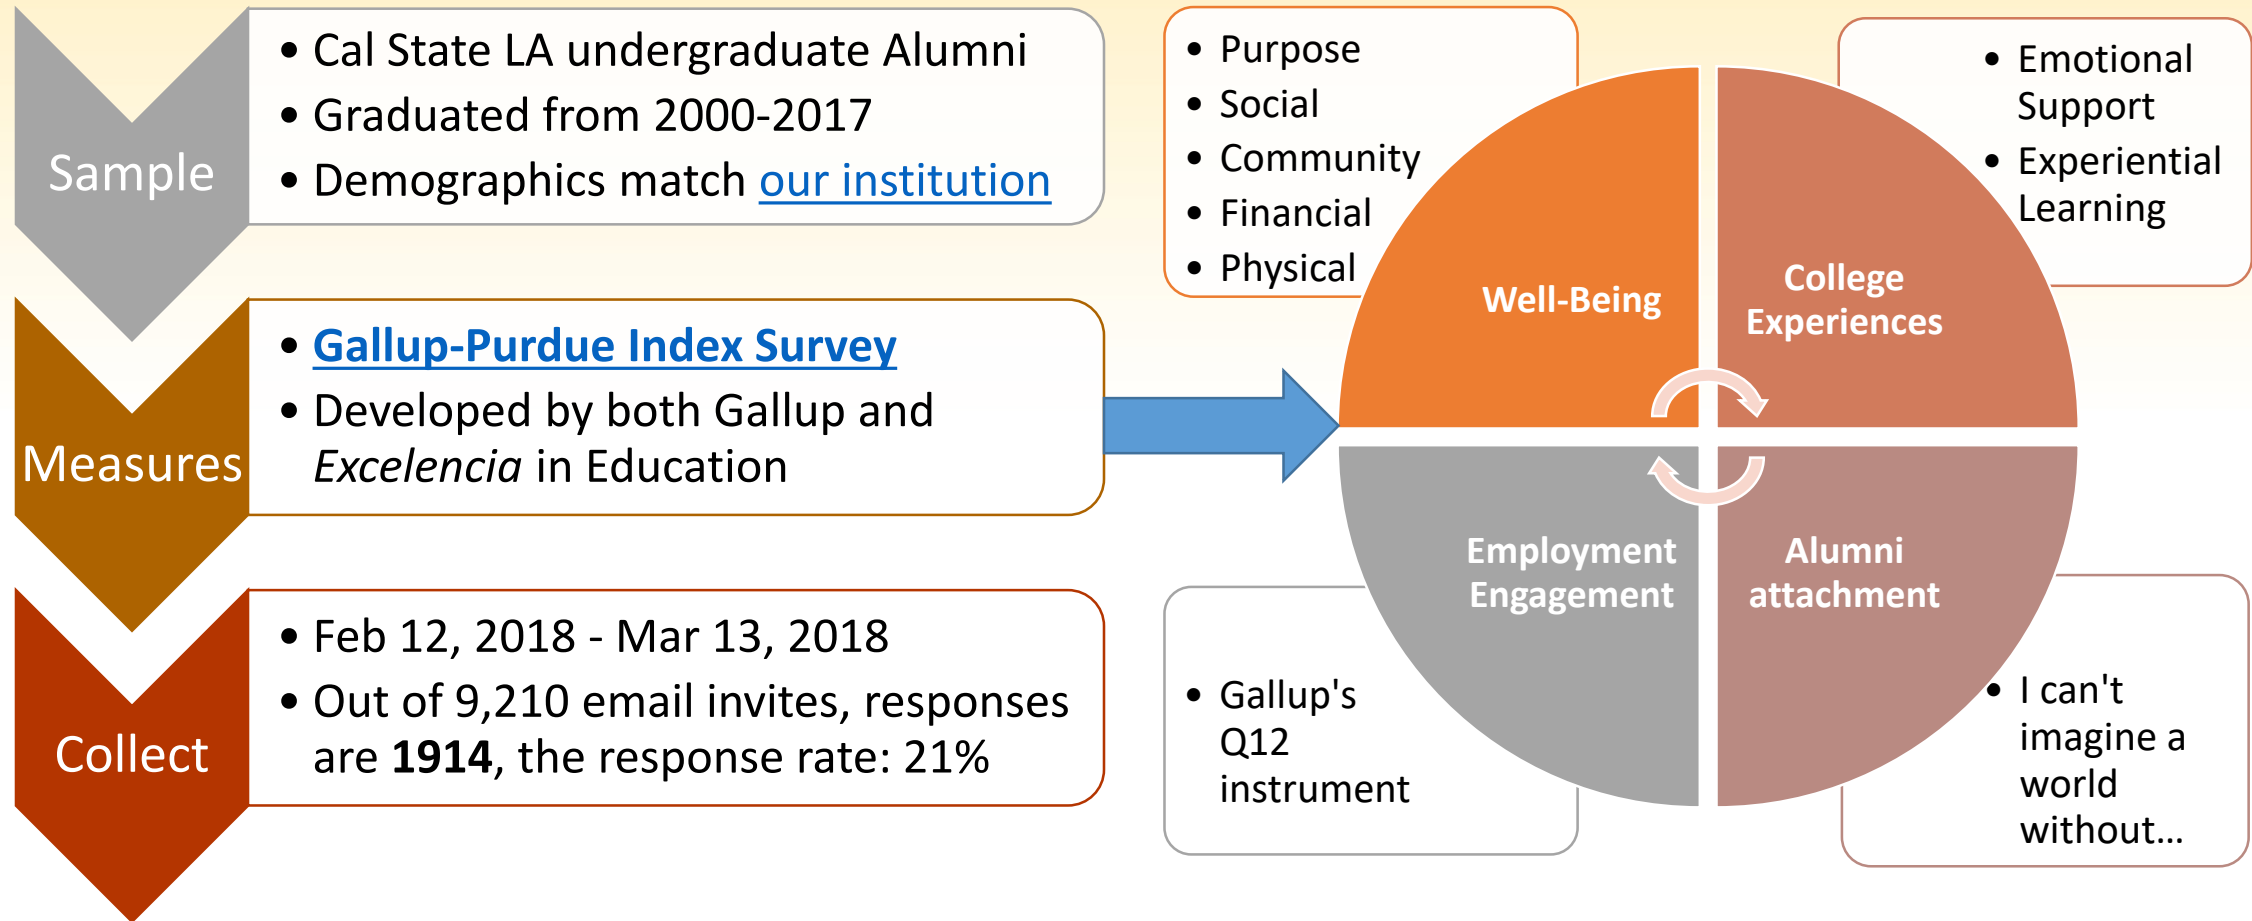 Sample
• Cal State LA undergraduate Alumni
• Graduated from 2000-2017
• Demographics match our institution
Measures
• Gallup-Purdue Index Survey
• Developed by both Gallup and
Excelencia in Education
Collect
• Feb 12, 2018 - Mar 13, 2018
• Out of 9,210 email invites, responses
are 1914, the response rate: 21%
• Purpose
• Social
• Community
• Financial
• Physical
Well-Being
• Emotional
Support
• Experiential
Learning
College
Experiences
Employment
Engagement
• Gallup's
Q12
instrument
Alumni
attachment
• I can't
imagine a
world
without...